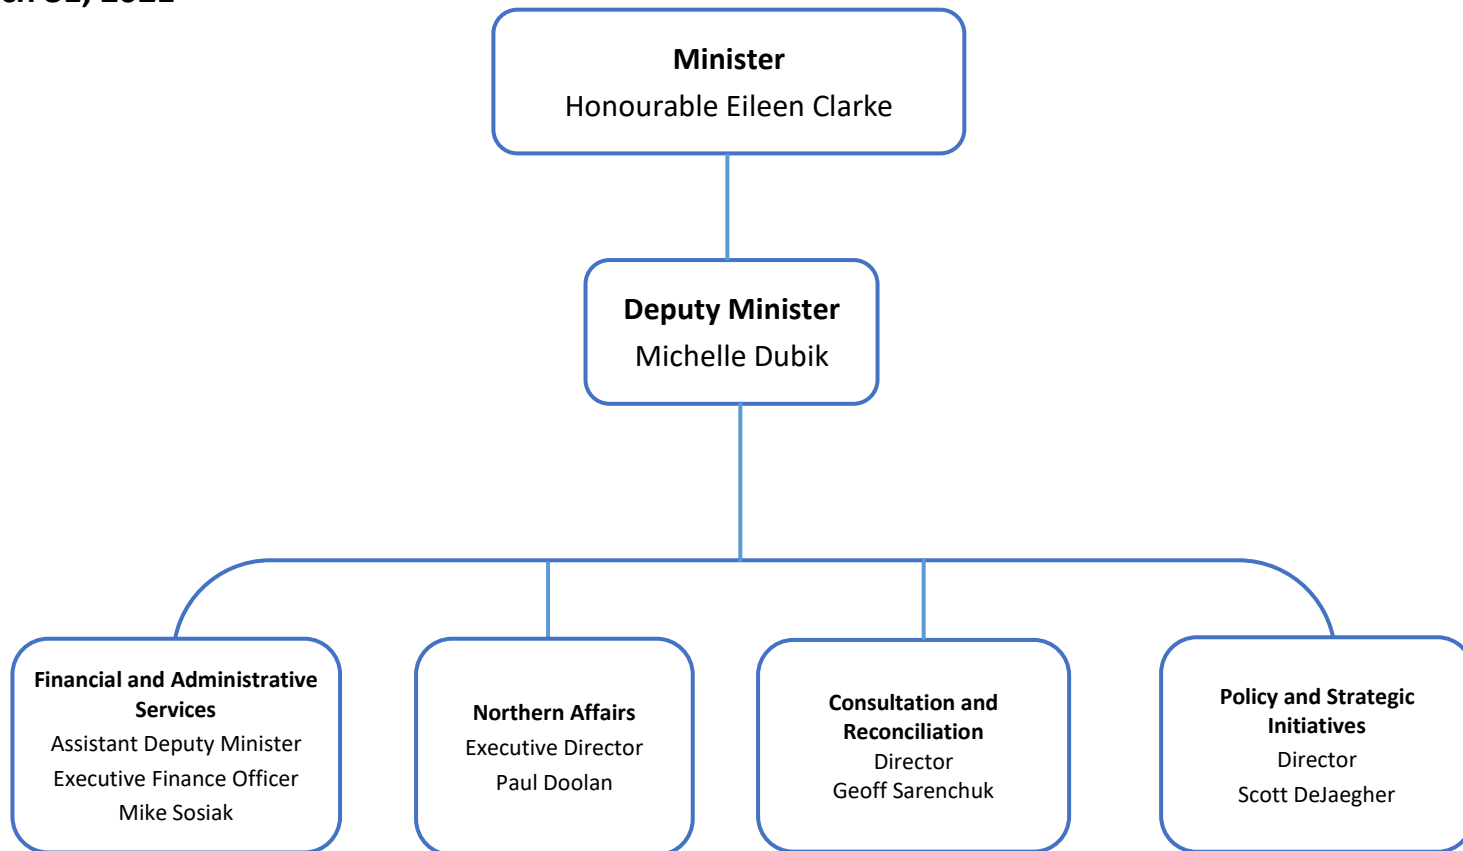 Minister
Honourable Eileen Clarke
Deputy Minister
Michelle Dubik
Financial and Administrative
Services
Assistant Deputy Minister
Executive Finance Officer
Mike Sosiak
Northern Affairs
Executive Director
Paul Doolan
Consultation and
Reconciliation
Director
Geoff Sarenchuk
Policy and Strategic
Initiatives
Director
Scott DeJaegher